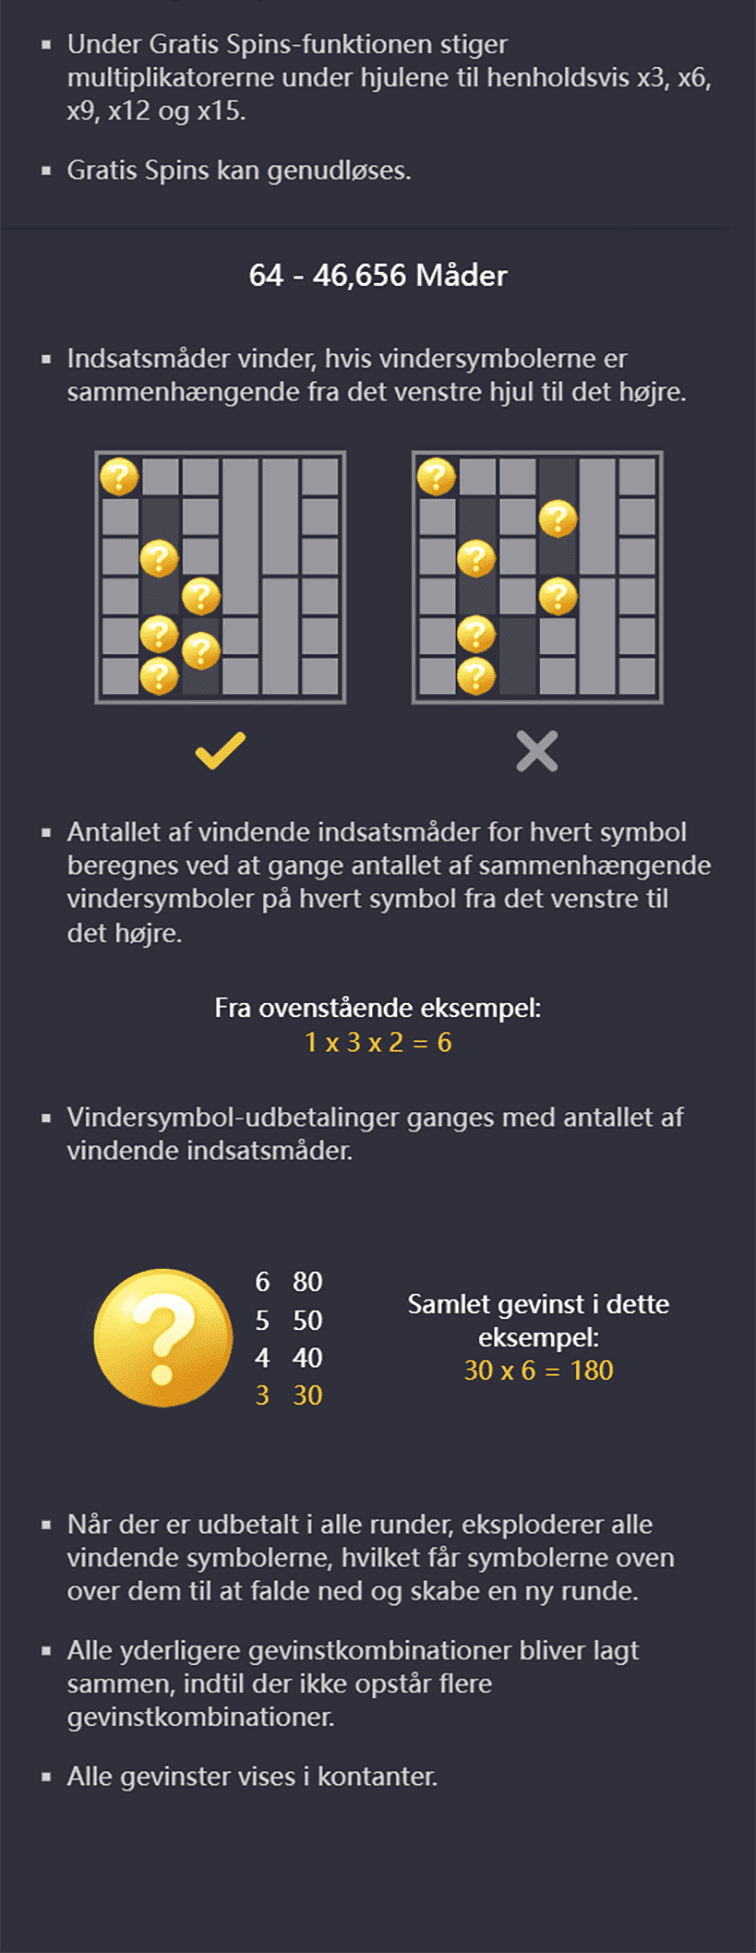 ▪ Under Gratis Spins-funktionen stiger
multiplikatorerne under hjulene til henholdsvis x3, x6,
x9, x12 og x15.
▪ Gratis Spins kan genudløses.
64 - 46,656 Måder
▪ Indsatsmåder vinder, hvis vindersymbolerne er
sammenhængende fra det venstre hjul til det højre.
▪ Antallet af vindende indsatsmåder for hvert symbol
beregnes ved at gange antallet af sammenhængende
vindersymboler på hvert symbol fra det venstre til
det højre.
Fra ovenstående eksempel:
1 x 3 x 2 = 6
▪ Vindersymbol-udbetalinger ganges med antallet af
vindende indsatsmåder.
6 80
5 50
4 40
3 30
Samlet gevinst i dette
eksempel:
30 x 6 = 180
▪ Når der er udbetalt i alle runder, eksploderer alle
vindende symbolerne, hvilket får symbolerne oven
over dem til at falde ned og skabe en ny runde.
▪ Alle yderligere gevinstkombinationer bliver lagt
sammen, indtil der ikke opstår flere
gevinstkombinationer.
▪ Alle gevinster vises i kontanter.